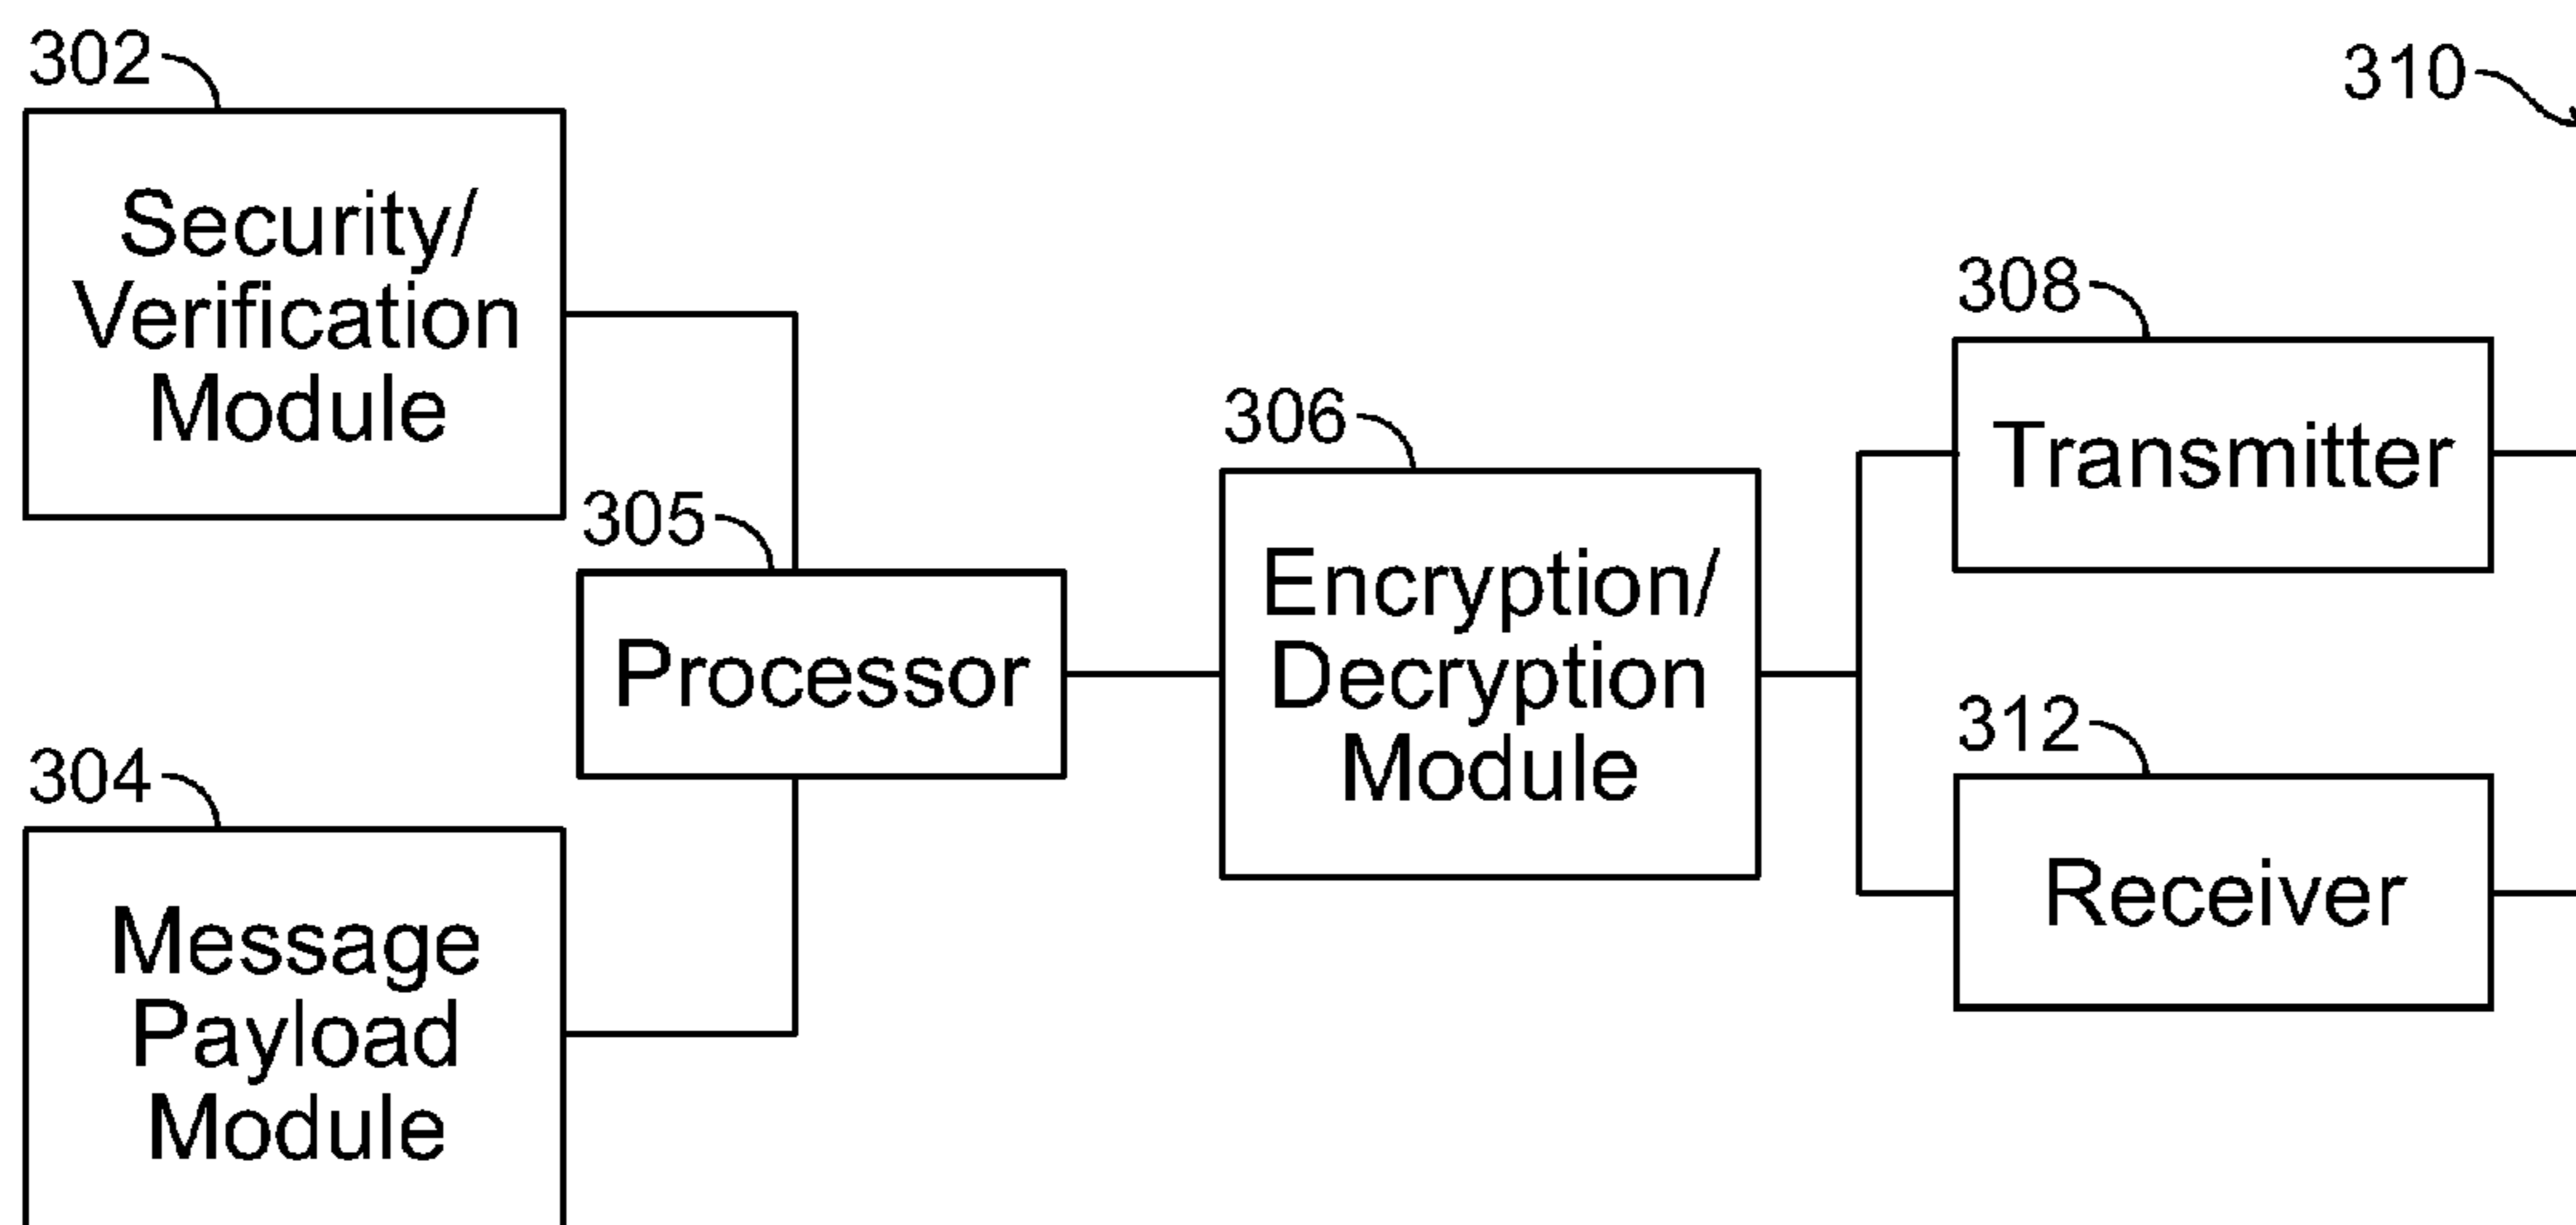 302
Security/
Verification
Module
304
Message
Payload
Module
305
Processor
306
Encryption/
Decryption
Module
308
Transmitter
312
Receiver
310